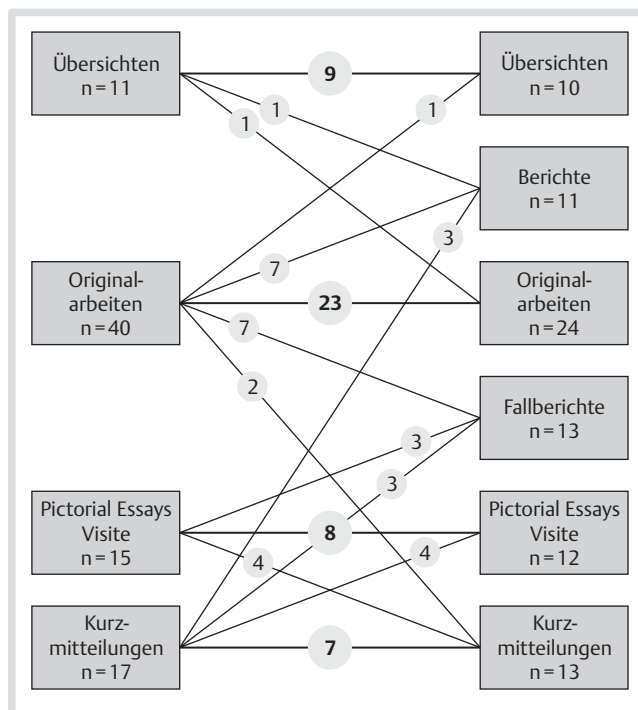 Übersichten
n=11
9
Übersichten
n=10
1
1
1
Berichte
n=11
3
7
Original-
arbeiten
n=40
23
Original-
arbeiten
n=24
7
2
Fallberichte
n=13
3
3
Pictorial Essays
Visite
n=15
8
Pictorial Essays
Visite
n=12
4
4
Kurz-
mitteilungen
n=17
7
Kurz-
mitteilungen
n=13